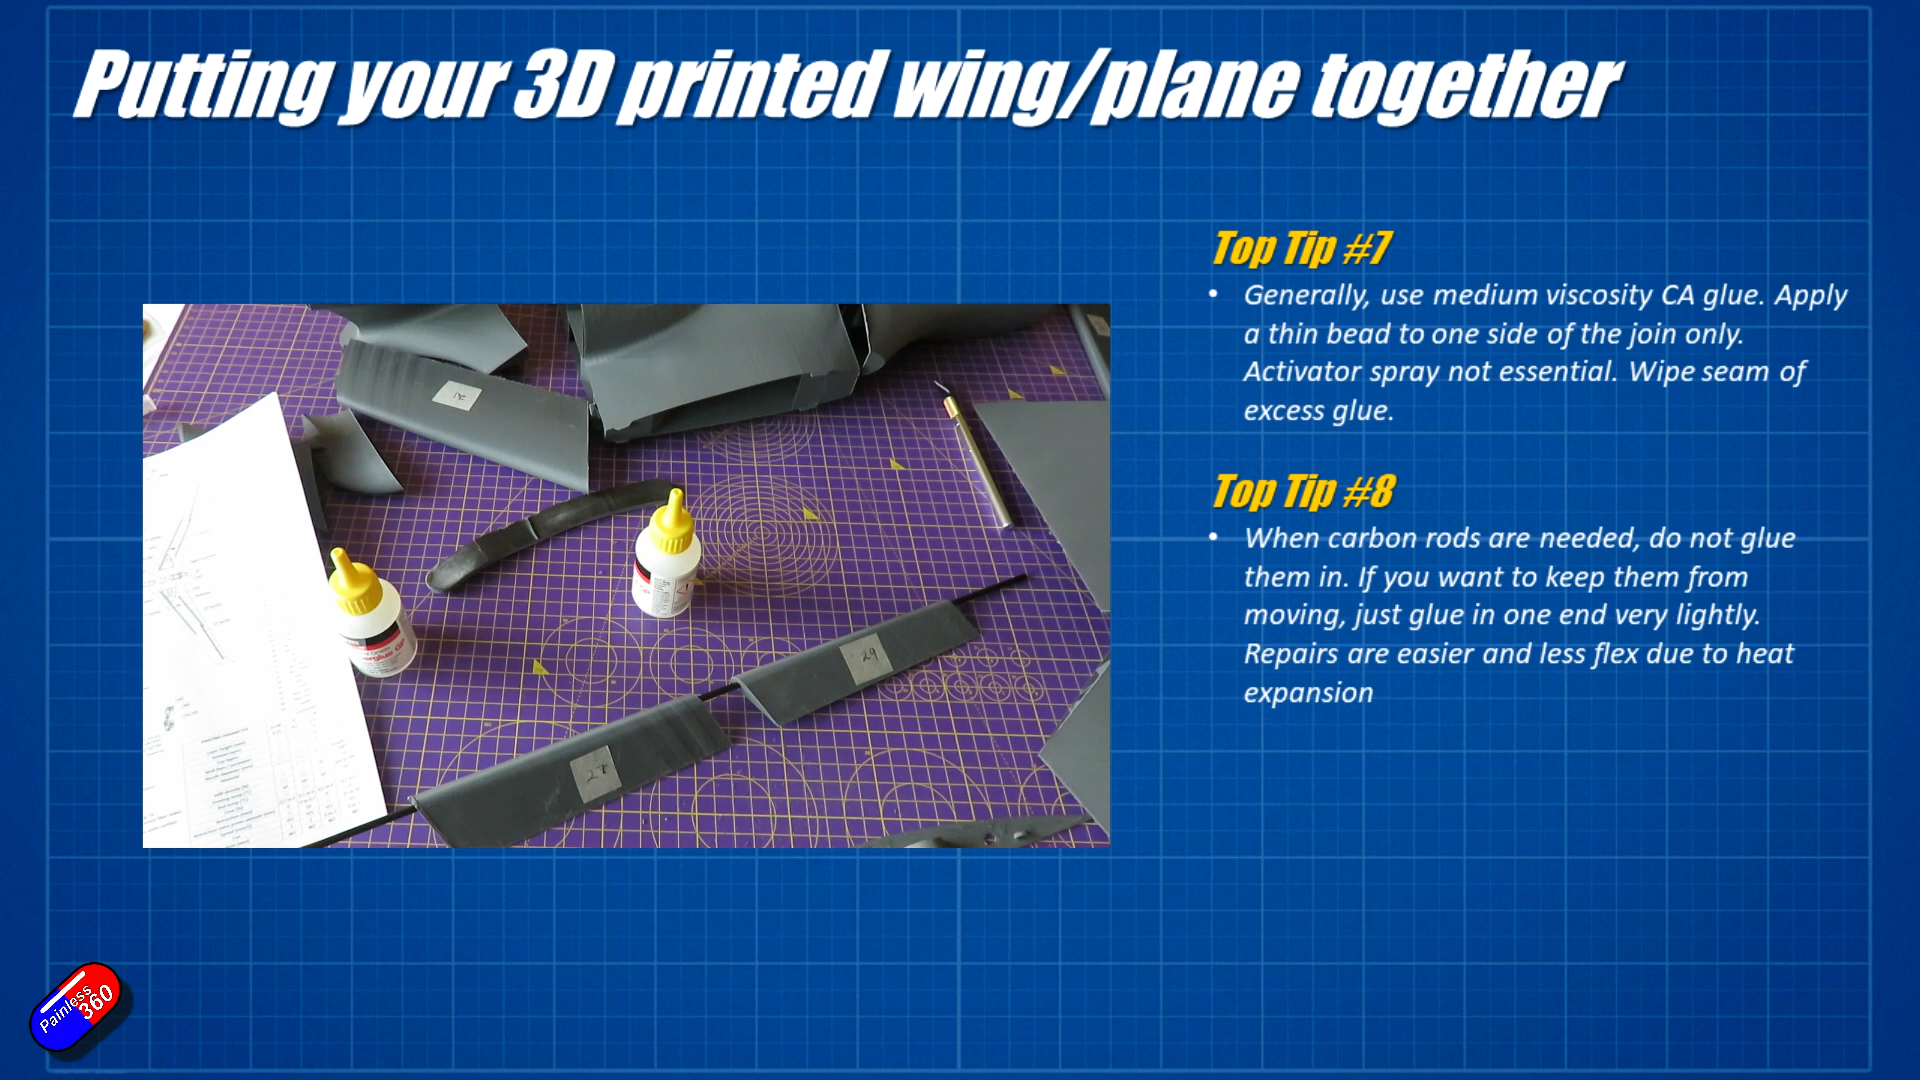 Putting your 3D printed wing/plane together
Top Tip #7
• Generally, use medium viscosity CA glue. Apply
a thin bead to one side of the join only.
Activator spray not essential. Wipe seam of
excess glue.
Top Tip #8
• When carbon rods are needed, do not glue
them in. If you want to keep them from
moving, just glue in one end very lightly.
Repairs are easier and less flex due to heat
expansion
29
27
Painless
360